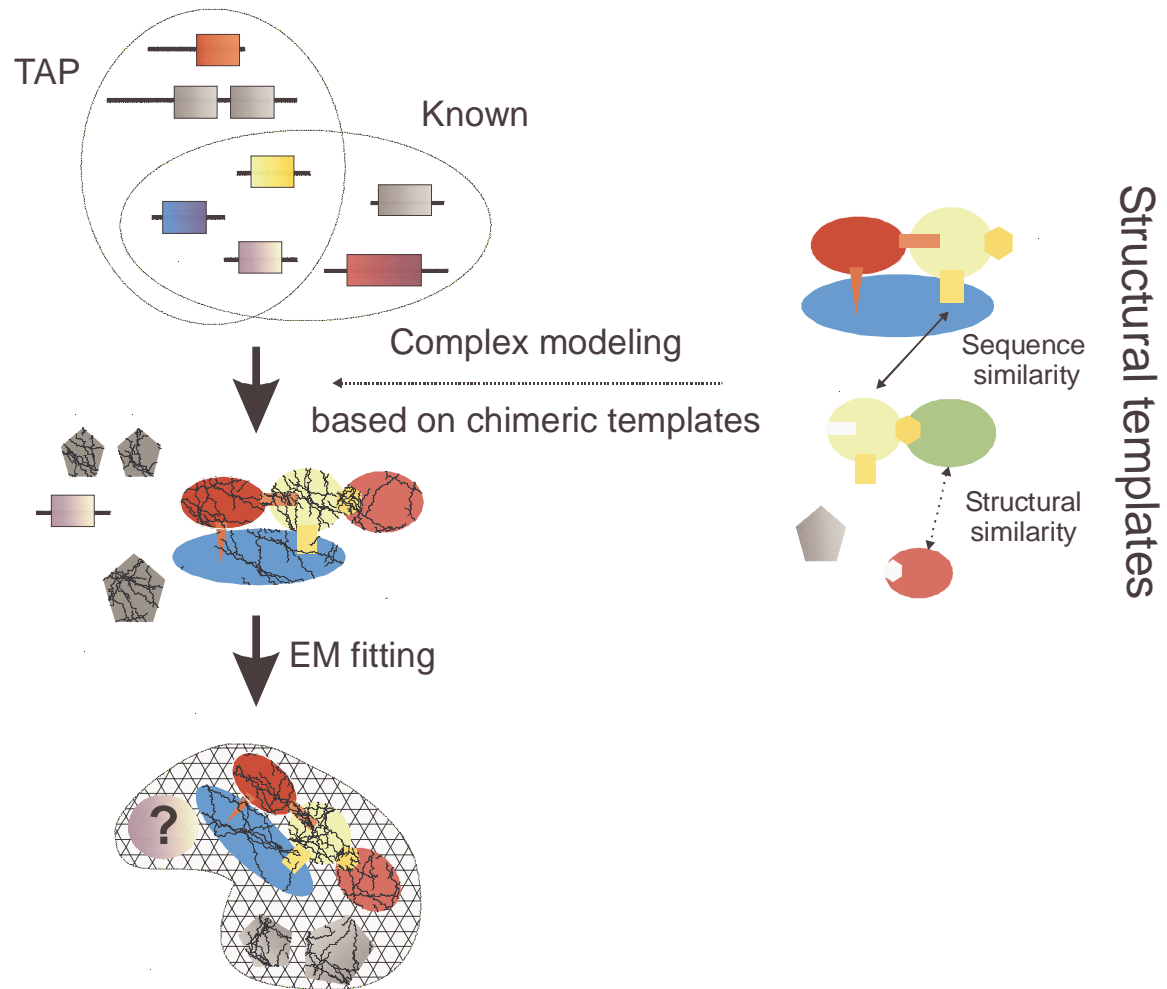 TAP
Known
Structural templates
Complex modeling
based on chimeric templates
Sequence
similarity
Structural
similarity
EM fitting
?